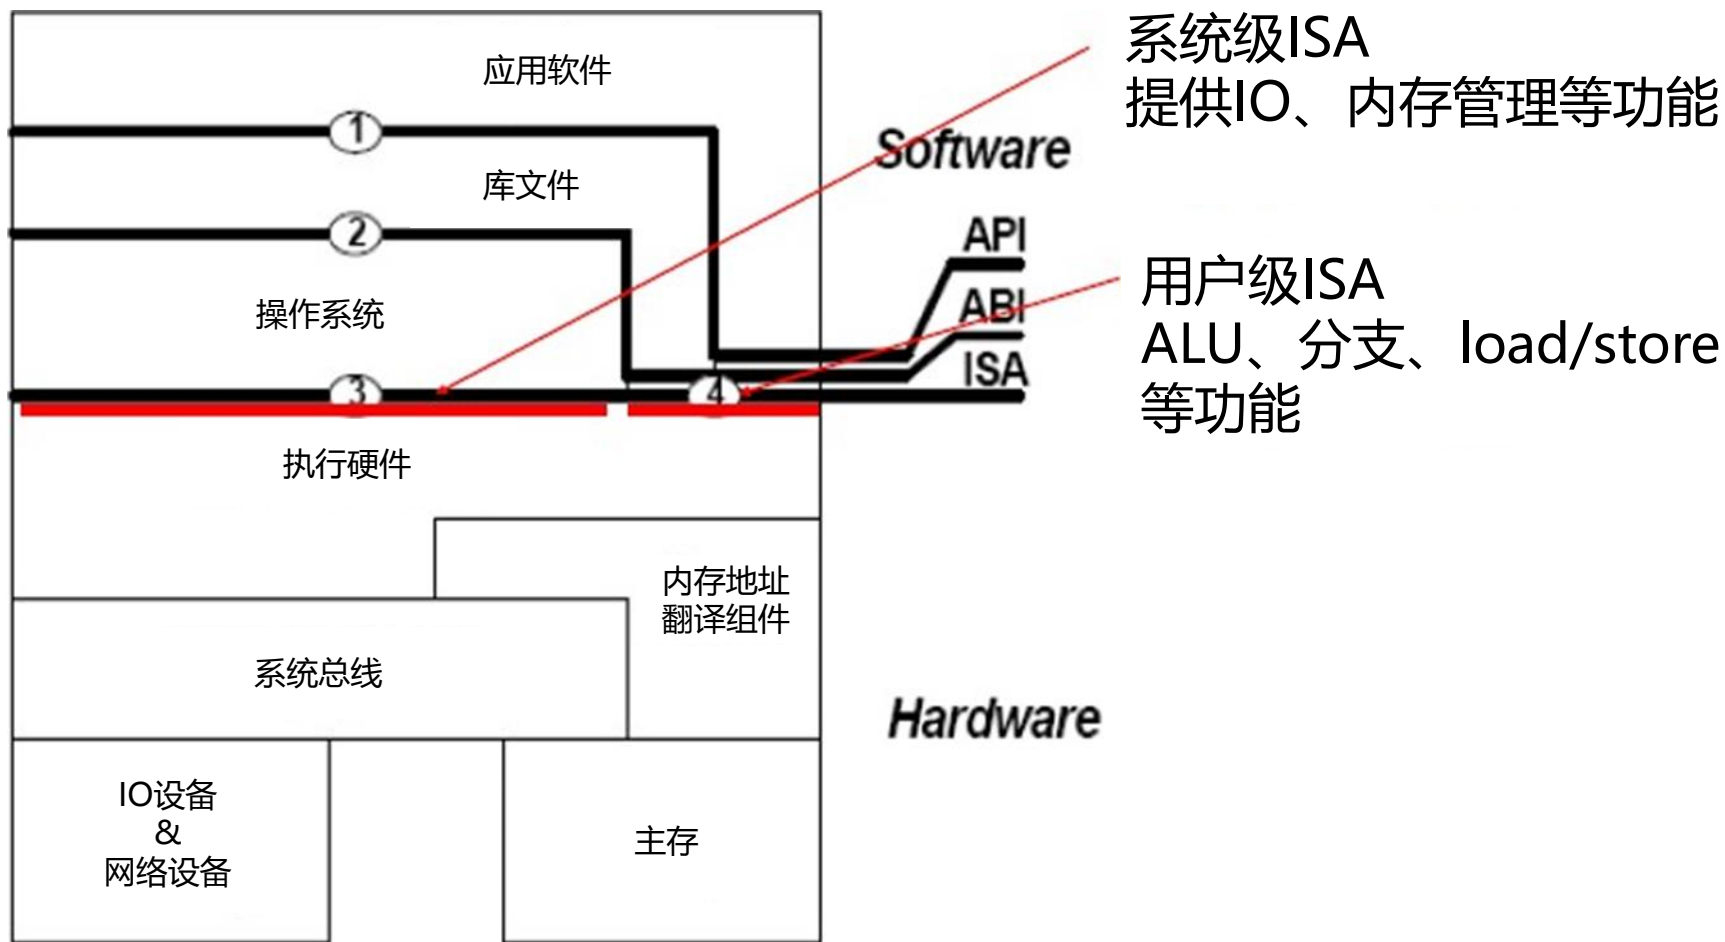 应用软件
1
库文件
2
操作系统
3
4
执行硬件
内存地址
翻译组件
系统总线
IO设备
&
网络设备
主存
Software
API
ABI
ISA
Hardware
系统级ISA
提供IO、内存管理等功能
用户级ISA
ALU、分支、load/store
等功能